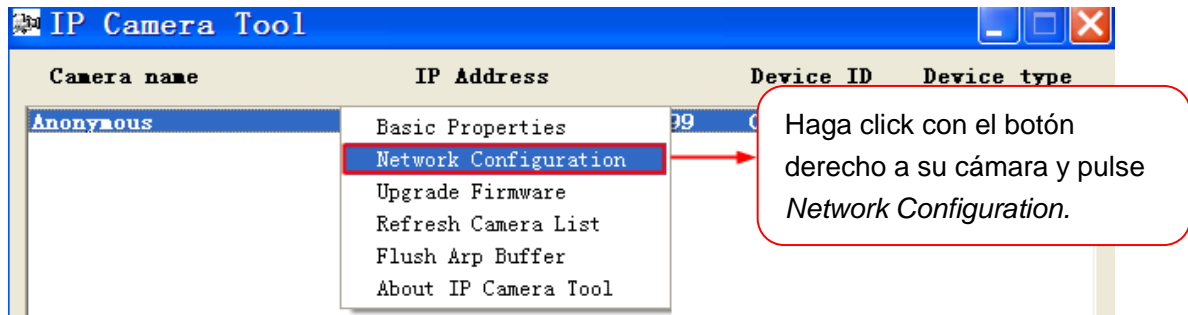 IP Camera Tool
Camera name IP Address Device ID Device type
Anonymous 99
Basic Properties
Network Configuration
Upgrade Firmware
Refresh Camera List
Flush Arp Buffer
About IP Camera Tool
Haga click con el botón
derecho a su cámara y pulse
Network Configuration.